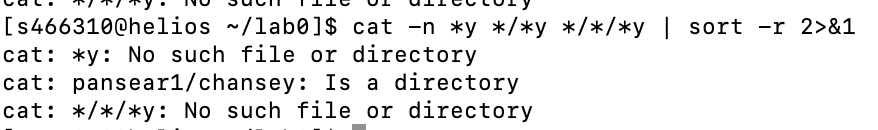 cat: */*/*y: No such file or directory
[s466310@helios ~/lab0]$ cat -n *y */*y */*/*y | sort -r 2>&1
cat: *y: No such file or directory
cat: pansear1/chansey: Is a directory
cat: */*/*y: No such file or directory